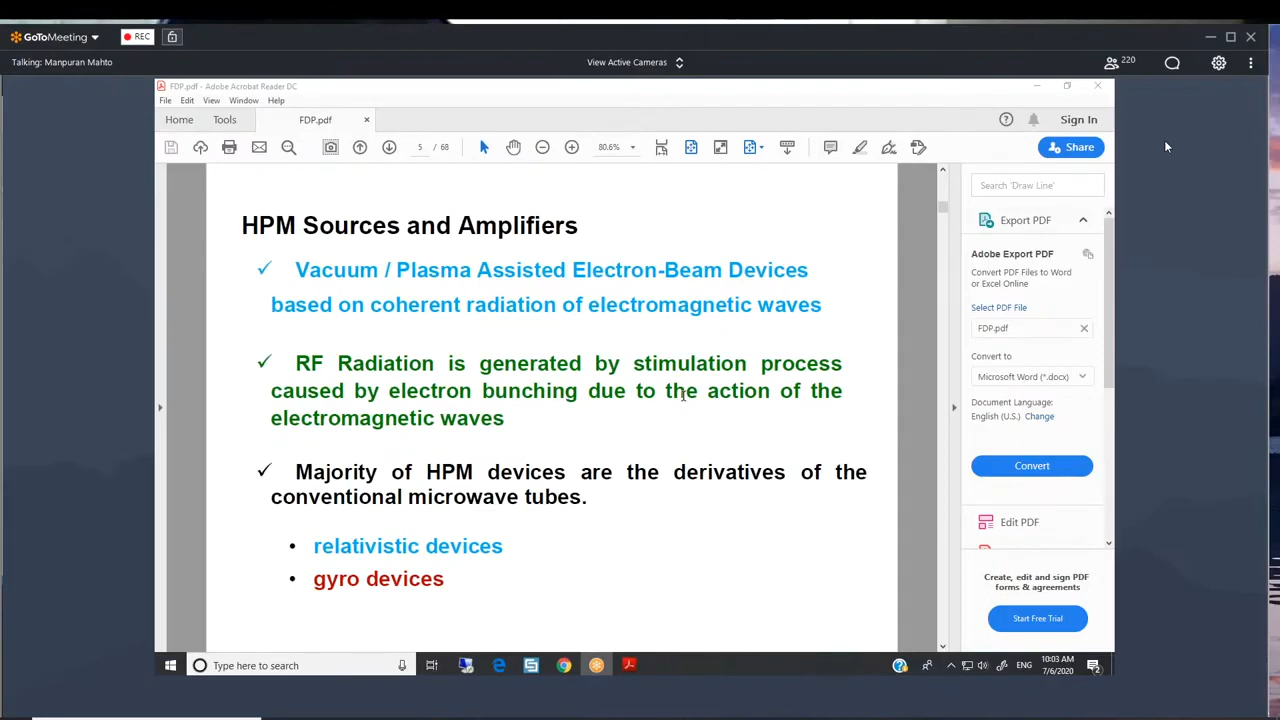 GoToMeeting
REC
Talking: Manpuran Mahto
View Active Cameras
220
FDP.pdf - Adobe Acrobat Reader DC
File Edit View Window Help
Home Tools FDP.pdf × Sign In
5 / 68 80.6% Share
HPM Sources and Amplifiers
✓ Vacuum / Plasma Assisted Electron-Beam Devices
based on coherent radiation of electromagnetic waves
✓ RF Radiation is generated by stimulation process
caused by electron bunching due to the action of the
electromagnetic waves
✓ Majority of HPM devices are the derivatives of the
conventional microwave tubes.
• relativistic devices
• gyro devices
Search 'Draw Line'
Export PDF
Adobe Export PDF
Convert PDF Files to Word
or Excel Online
Select PDF File
FDP.pdf
Convert to
Microsoft Word (*.docx)
Document Language:
English (U.S.) Change
Convert
Edit PDF
Create, edit and sign PDF
forms & agreements
Start Free Trial
Type here to search
ENG
10:03 AM
7/6/2020
2